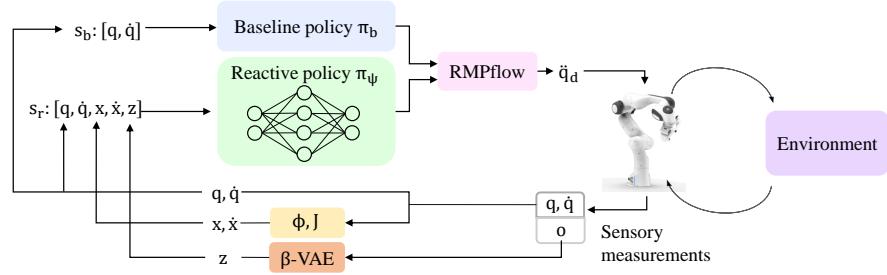 s_b: [q, q̇]
Baseline policy π_b
Reactive policy π_ψ
RMPflow
q̈_d
s_r: [q, q̇, x, ẋ, z]
Environment
q, q̇
q, q̇
x, ẋ
ϕ, J
o
Sensory
measurements
z
β-VAE